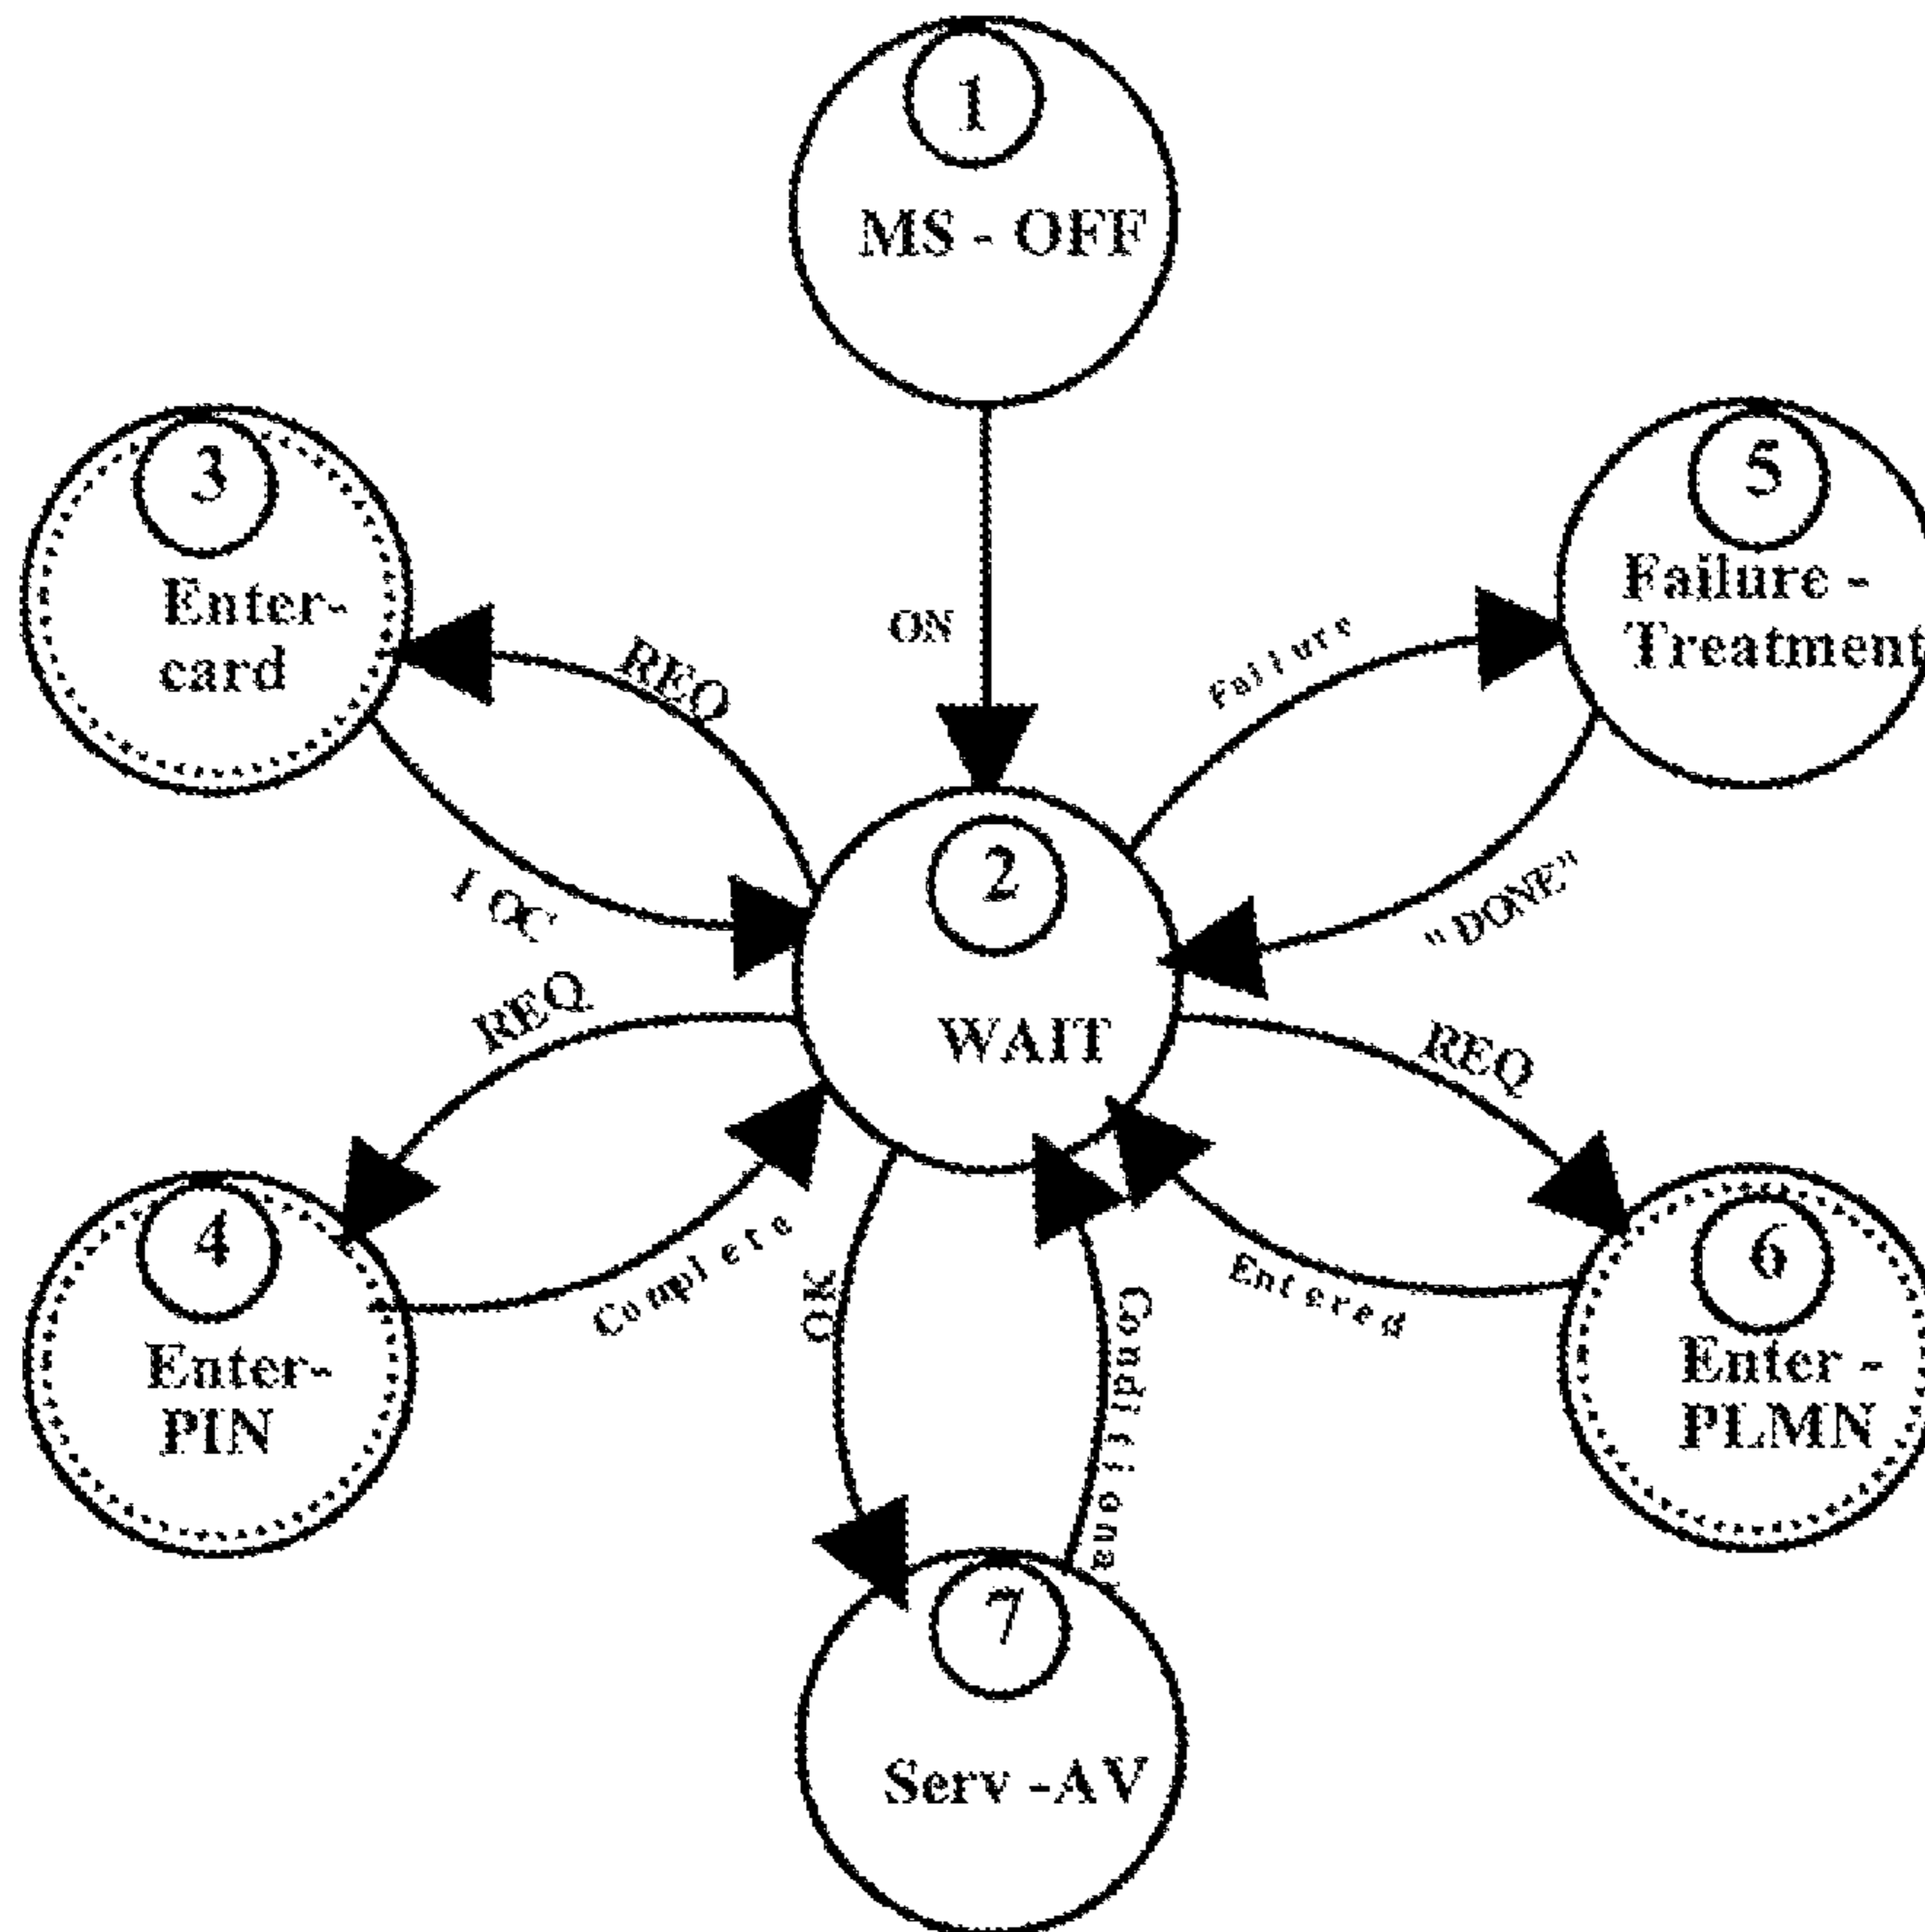 1
MS - OFF
3
Enter-
card
5
Failure -
Treatment
ON
REQ
Failure
I CC
"DONE"
2
WAIT
REQ
REQ
4
Enter-
PIN
Complete
OK
Conditional
Entered
6
Enter -
PLMN
7
Serv -AV